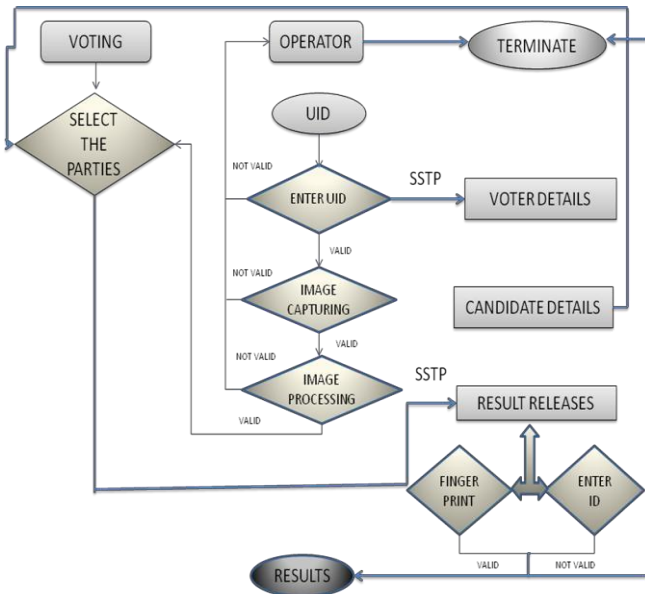 VOTING
OPERATOR
TERMINATE
SELECT
THE
PARTIES
UID
NOT VALID
SSTP
ENTER UID
VOTER DETAILS
VALID
NOT VALID
IMAGE
CAPTURING
CANDIDATE DETAILS
VALID
NOT VALID
IMAGE
PROCESSING
SSTP
VALID
RESULT RELEASES
FINGER
PRINT
ENTER
ID
VALID
NOT VALID
RESULTS